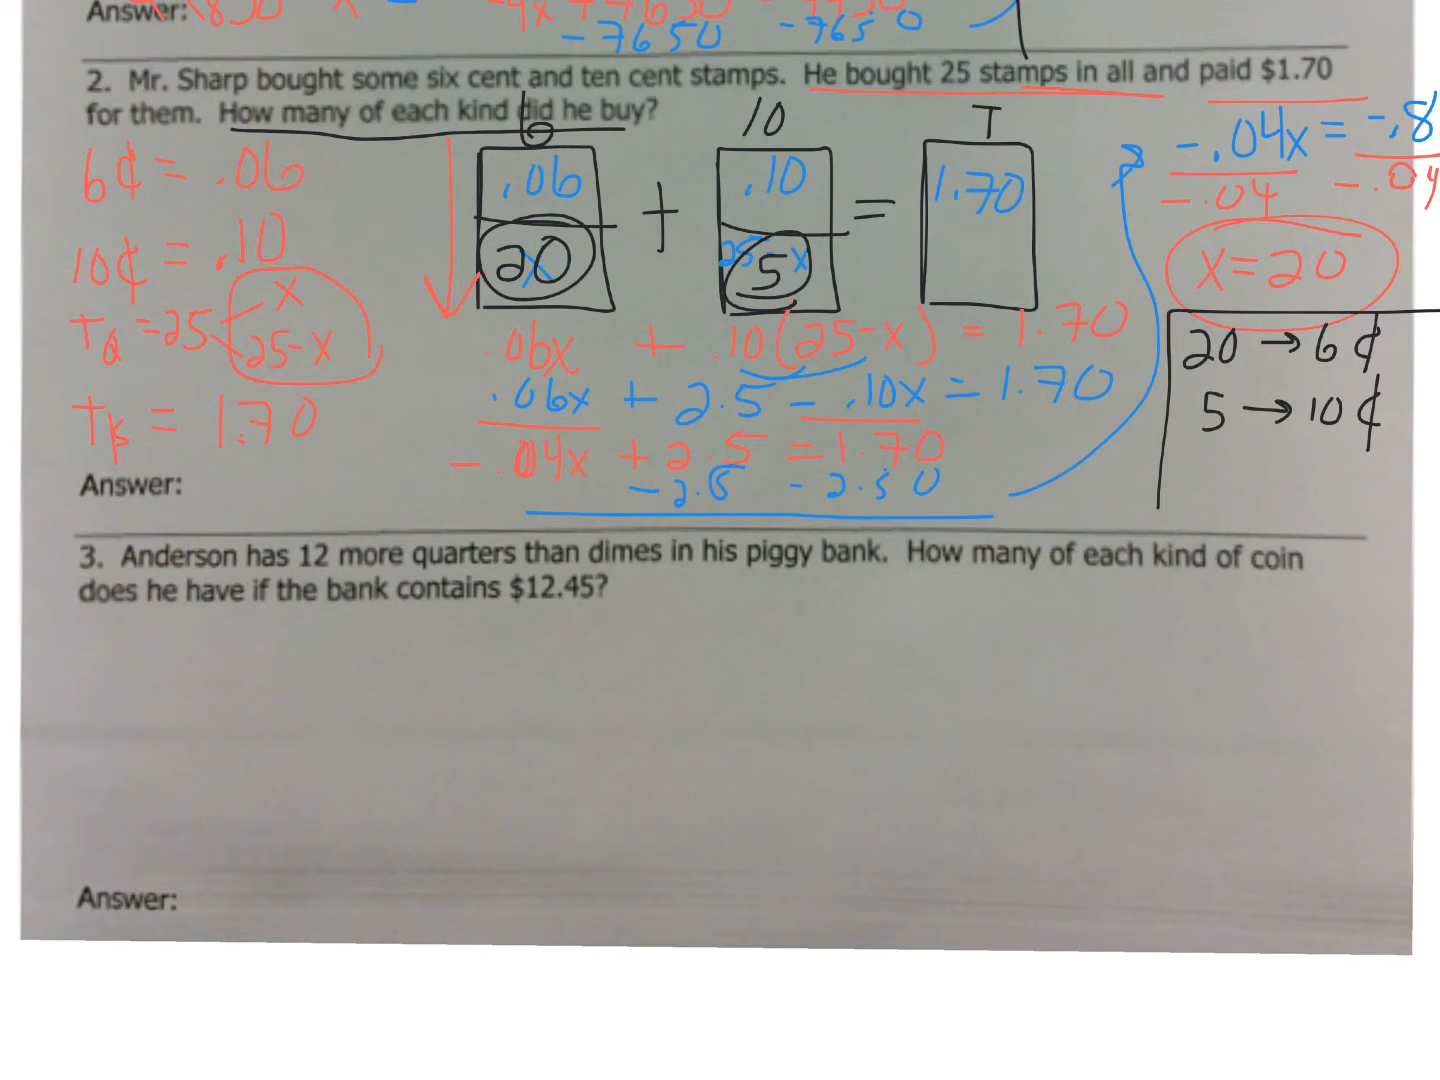 Answer:
-4x + 7650
-7650 -7650
2. Mr. Sharp bought some six cent and ten cent stamps. He bought 25 stamps in all and paid $1.70
for them. How many of each kind did he buy?
6 10 T
6¢ = .06
10¢ = .10
TQ = 25 x
25-x
T$ = 1.70
.06 + .10 = 1.70
20 x 25 x 5
.06x + .10(25-x) = 1.70
.06x + 2.5 - .10x = 1.70
-.04x + 2.5 = 1.70
-2.5 -2.50
-.04x = -.8
-.04 -.04
x = 20
20 → 6¢
5 → 10¢
Answer:
3. Anderson has 12 more quarters than dimes in his piggy bank. How many of each kind of coin
does he have if the bank contains $12.45?
Answer: